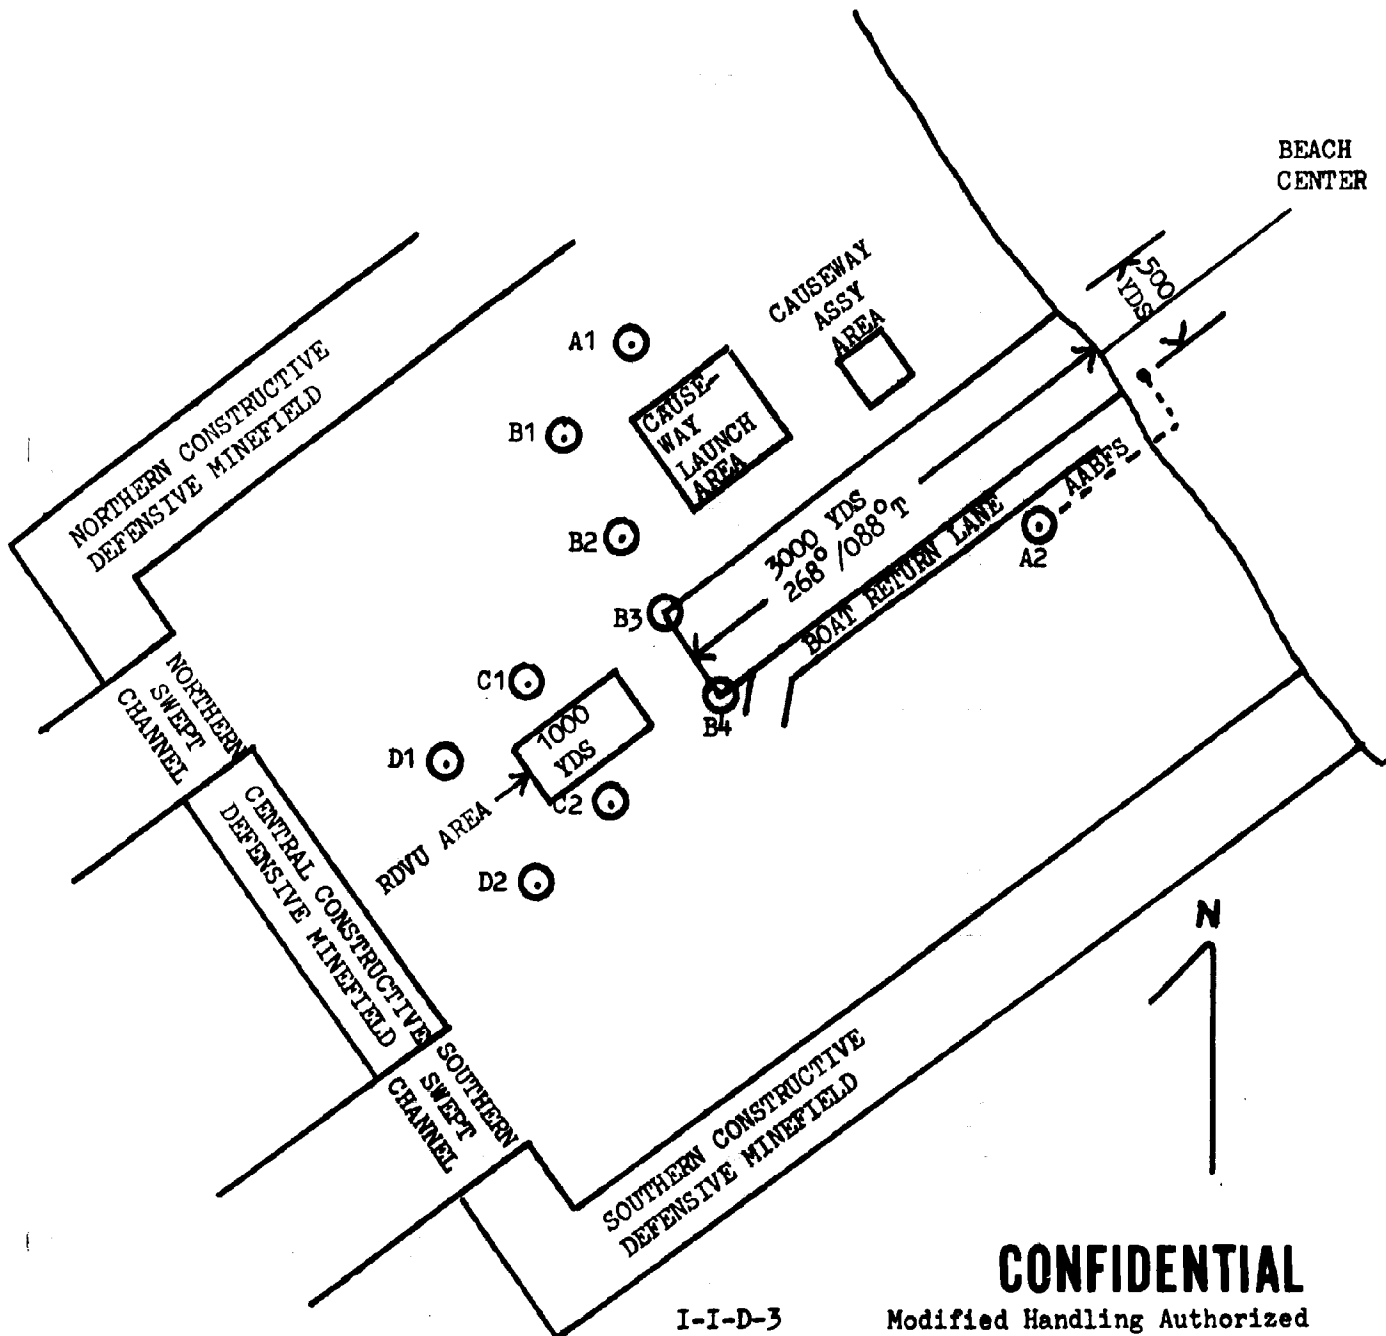 BEACH
CENTER
500
YDS
CAUSEWAY
ASSY
AREA
A1
CAUSE-
WAY
LAUNCH
AREA
B1
NORTHERN CONSTRUCTIVE
DEFENSIVE MINEFIELD
B2
3000 YDS
268° /088°T
BOAT RETURN LANE
AABFS
A2
B3
B4
C1
1000
YDS
NORTHERN
SWEPT
CHANNEL
D1
C2
RDVU AREA
D2
CENTRAL CONSTRUCTIVE
DEFENSIVE MINEFIELD
N
SOUTHERN
SWEPT
CHANNEL
SOUTHERN CONSTRUCTIVE
DEFENSIVE MINEFIELD
CONFIDENTIAL
I-I-D-3
Modified Handling Authorized